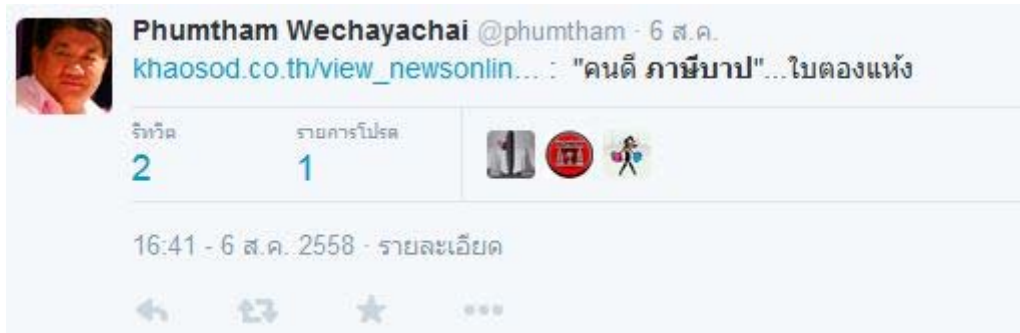 Phumtham Wechayachai @phumtham · 6 ส.ค.
khaosod.co.th/view_newsonlin... : "คนดี ภาษีบาป"...ใบตองแห้ง
รีทวีต รายการโปรด
2 1
16:41 - 6 ส.ค. 2558 · รายละเอียด